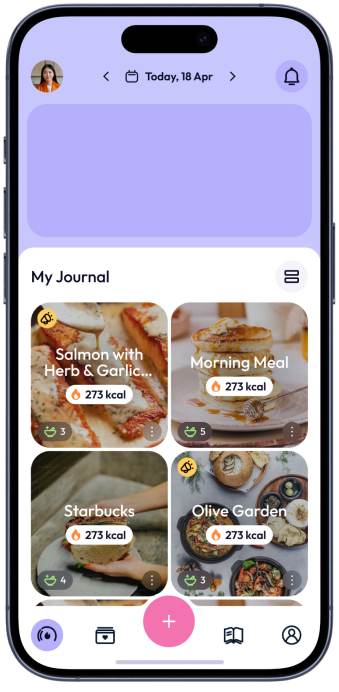 Today, 18 Apr
My Journal
Salmon with
Herb & Garlic...
273 kcal
3
Morning Meal
273 kcal
5
Starbucks
273 kcal
4
Olive Garden
273 kcal
3